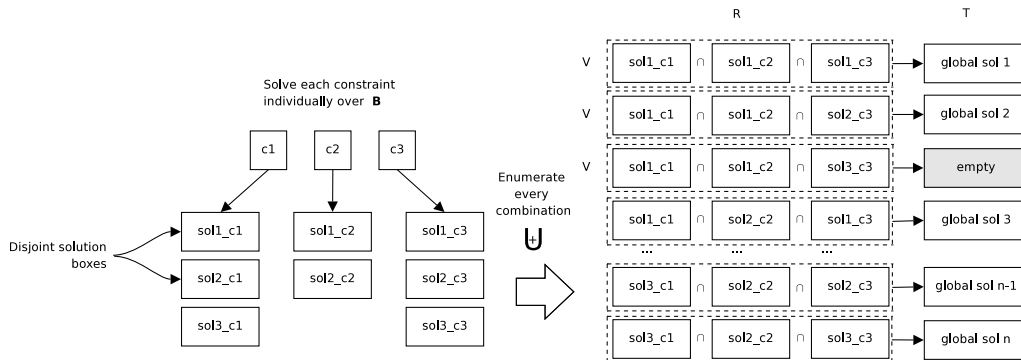 Solve each constraint
individually over B
c1
c2
c3
Disjoint solution
boxes
sol1_c1
sol1_c2
sol1_c3
sol2_c1
sol2_c2
sol2_c3
sol3_c1
sol3_c3
Enumerate
every
combination
⊎
R
T
V
sol1_c1 ∩ sol1_c2 ∩ sol1_c3
global sol 1
V
sol1_c1 ∩ sol1_c2 ∩ sol2_c3
global sol 2
V
sol1_c1 ∩ sol1_c2 ∩ sol3_c3
empty
sol1_c1 ∩ sol2_c2 ∩ sol1_c3
global sol 3
... ... ...
sol3_c1 ∩ sol2_c2 ∩ sol2_c3
global sol n-1
sol3_c1 ∩ sol2_c2 ∩ sol3_c3
global sol n